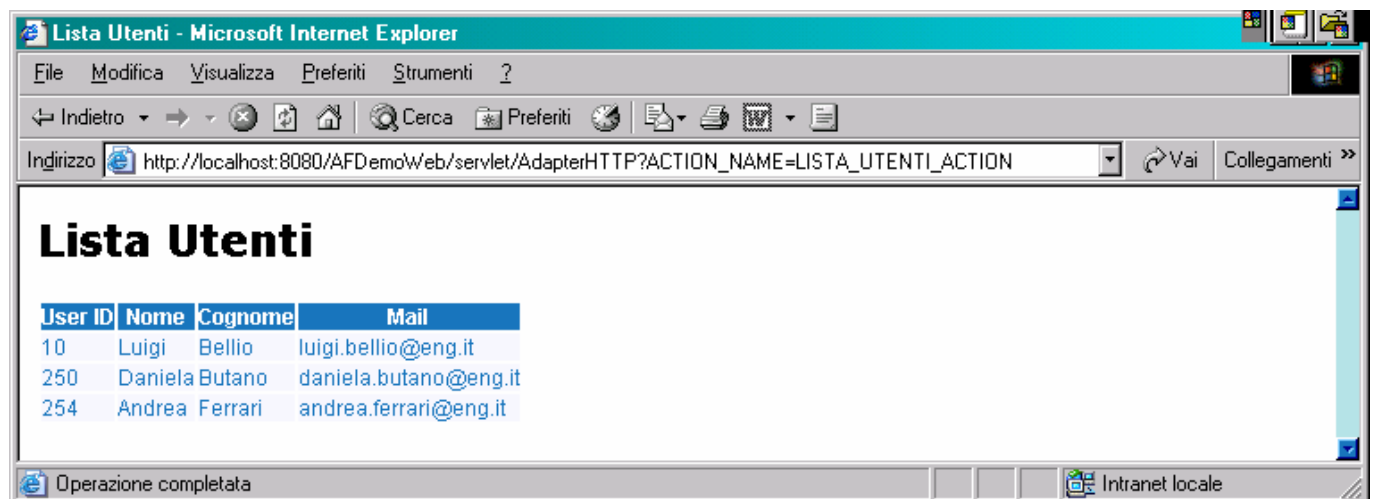 Lista Utenti - Microsoft Internet Explorer
File Modifica Visualizza Preferiti Strumenti ?
Indietro Cerca Preferiti
Indirizzo http://localhost:8080/AFDemoWeb/servlet/AdapterHTTP?ACTION_NAME=LISTA_UTENTI_ACTION Vai Collegamenti »
Lista Utenti
User ID Nome Cognome Mail
10 Luigi Bellio luigi.bellio@eng.it
250 Daniela Butano daniela.butano@eng.it
254 Andrea Ferrari andrea.ferrari@eng.it
Operazione completata Intranet locale